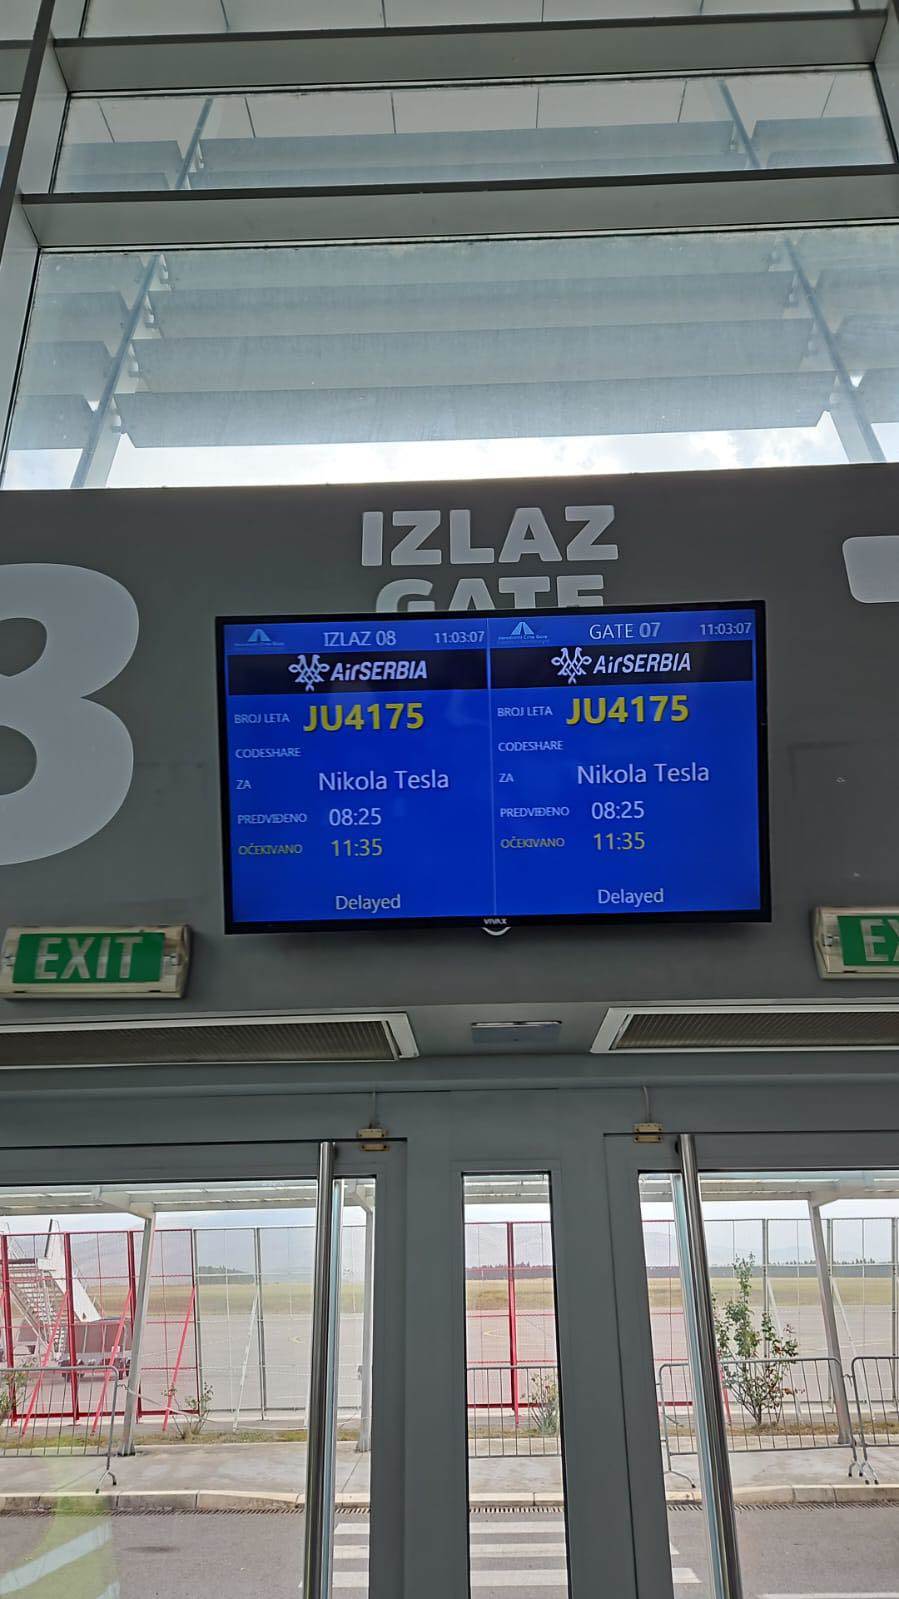 IZLAZ
GATE
8
IZLAZ 08 11:03:07
AirSERBIA
BROJ LETA JU4175
CODESHARE
ZA Nikola Tesla
PREDVIĐENO 08:25
OČEKIVANO 11:35
Delayed
GATE 07 11:03:07
AirSERBIA
BROJ LETA JU4175
CODESHARE
ZA Nikola Tesla
PREDVIĐENO 08:25
OČEKIVANO 11:35
Delayed
VIVAX
EXIT